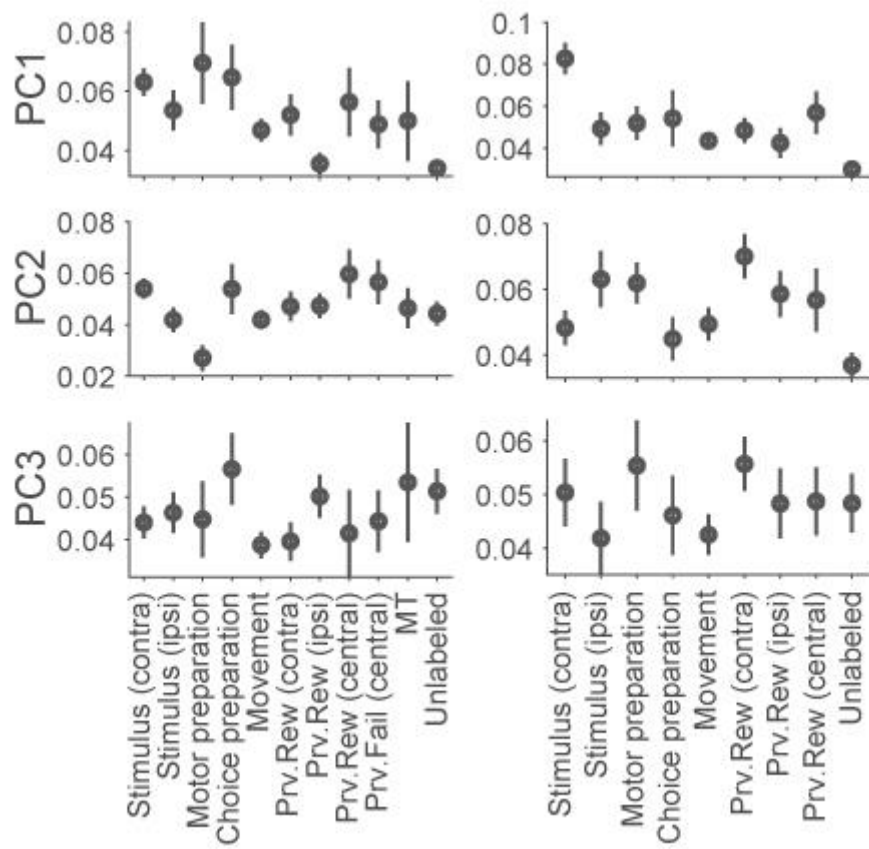 PC1
0.08
0.06
0.04
0.1
0.08
0.06
0.04
PC2
0.08
0.06
0.04
0.02
0.08
0.06
0.04
PC3
0.06
0.05
0.04
0.06
0.05
0.04
Stimulus (contra)
Stimulus (ipsi)
Motor preparation
Choice preparation
Movement
Prv.Rew (contra)
Prv.Rew (ipsi)
Prv.Rew (central)
Prv.Fail (central)
MT
Unlabeled
Stimulus (contra)
Stimulus (ipsi)
Motor preparation
Choice preparation
Movement
Prv.Rew (contra)
Prv.Rew (ipsi)
Prv.Rew (central)
Unlabeled